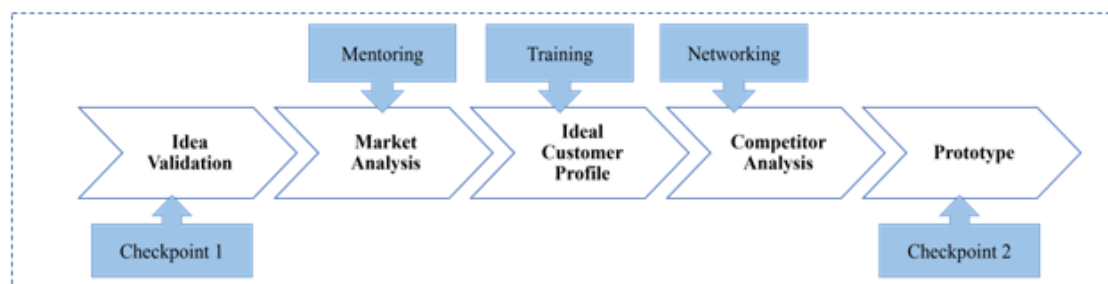 Mentoring
Training
Networking
Idea
Validation
Market
Analysis
Ideal
Customer
Profile
Competitor
Analysis
Prototype
Checkpoint 1
Checkpoint 2